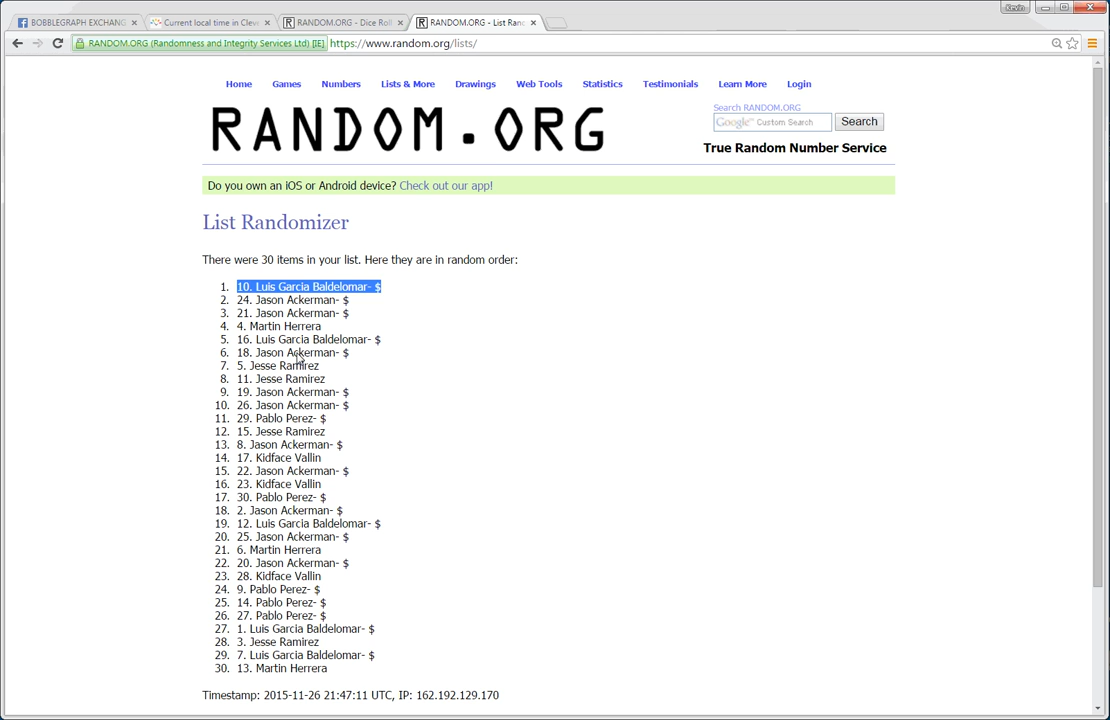 Kevin
BOBBLEGRAPH EXCHANG
Current local time in Cleve
RANDOM.ORG - Dice Roll
RANDOM.ORG - List Ran
RANDOM.ORG (Randomness and Integrity Services Ltd) [IE] https://www.random.org/lists/
Home Games Numbers Lists & More Drawings Web Tools Statistics Testimonials Learn More Login
RANDOM.ORG
Search RANDOM.ORG
Google™ Custom Search Search
True Random Number Service
Do you own an iOS or Android device? Check out our app!
List Randomizer
There were 30 items in your list. Here they are in random order:
1. 10. Luis Garcia Baldelomar- $
2. 24. Jason Ackerman- $
3. 21. Jason Ackerman- $
4. 4. Martin Herrera
5. 16. Luis Garcia Baldelomar- $
6. 18. Jason Ackerman- $
7. 5. Jesse Ramirez
8. 11. Jesse Ramirez
9. 19. Jason Ackerman- $
10. 26. Jason Ackerman- $
11. 29. Pablo Perez- $
12. 15. Jesse Ramirez
13. 8. Jason Ackerman- $
14. 17. Kidface Vallin
15. 22. Jason Ackerman- $
16. 23. Kidface Vallin
17. 30. Pablo Perez- $
18. 2. Jason Ackerman- $
19. 12. Luis Garcia Baldelomar- $
20. 25. Jason Ackerman- $
21. 6. Martin Herrera
22. 20. Jason Ackerman- $
23. 28. Kidface Vallin
24. 9. Pablo Perez- $
25. 14. Pablo Perez- $
26. 27. Pablo Perez- $
27. 1. Luis Garcia Baldelomar- $
28. 3. Jesse Ramirez
29. 7. Luis Garcia Baldelomar- $
30. 13. Martin Herrera
Timestamp: 2015-11-26 21:47:11 UTC, IP: 162.192.129.170